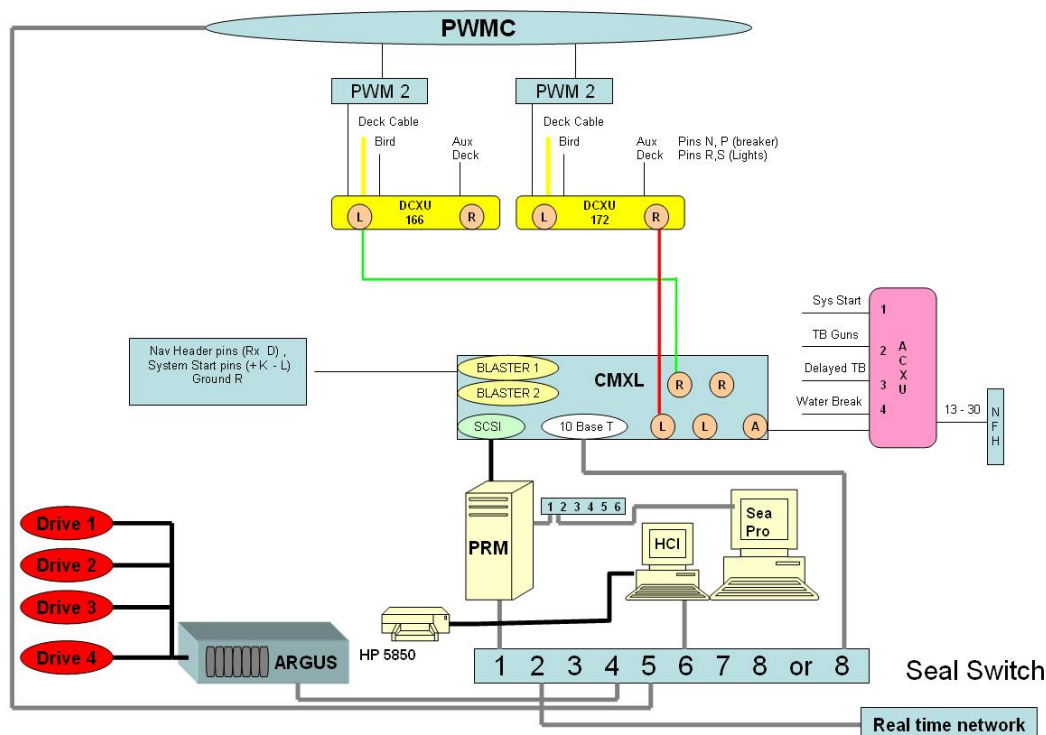 PWMC
PWM 2
PWM 2
Deck Cable
Bird
Aux
Deck
Deck Cable
Bird
Aux
Deck
Pins N, P (breaker)
Pins R,S (Lights)
L
DCXU
166
R
L
DCXU
172
R
Nav Header pins (Rx D) ,
System Start pins (+ K - L)
Ground R
BLASTER 1
BLASTER 2
CMXL
R
R
SCSI
10 Base T
L
L
A
Sys Start
TB Guns
Delayed TB
Water Break
1
2
3
4
A
C
X
U
13 - 30
N
F
H
Drive 1
Drive 2
Drive 3
Drive 4
ARGUS
PRM
1 2 3 4 5 6
HCI
Sea
Pro
HP 5850
1 2 3 4 5 6 7 8 or 8
Seal Switch
Real time network